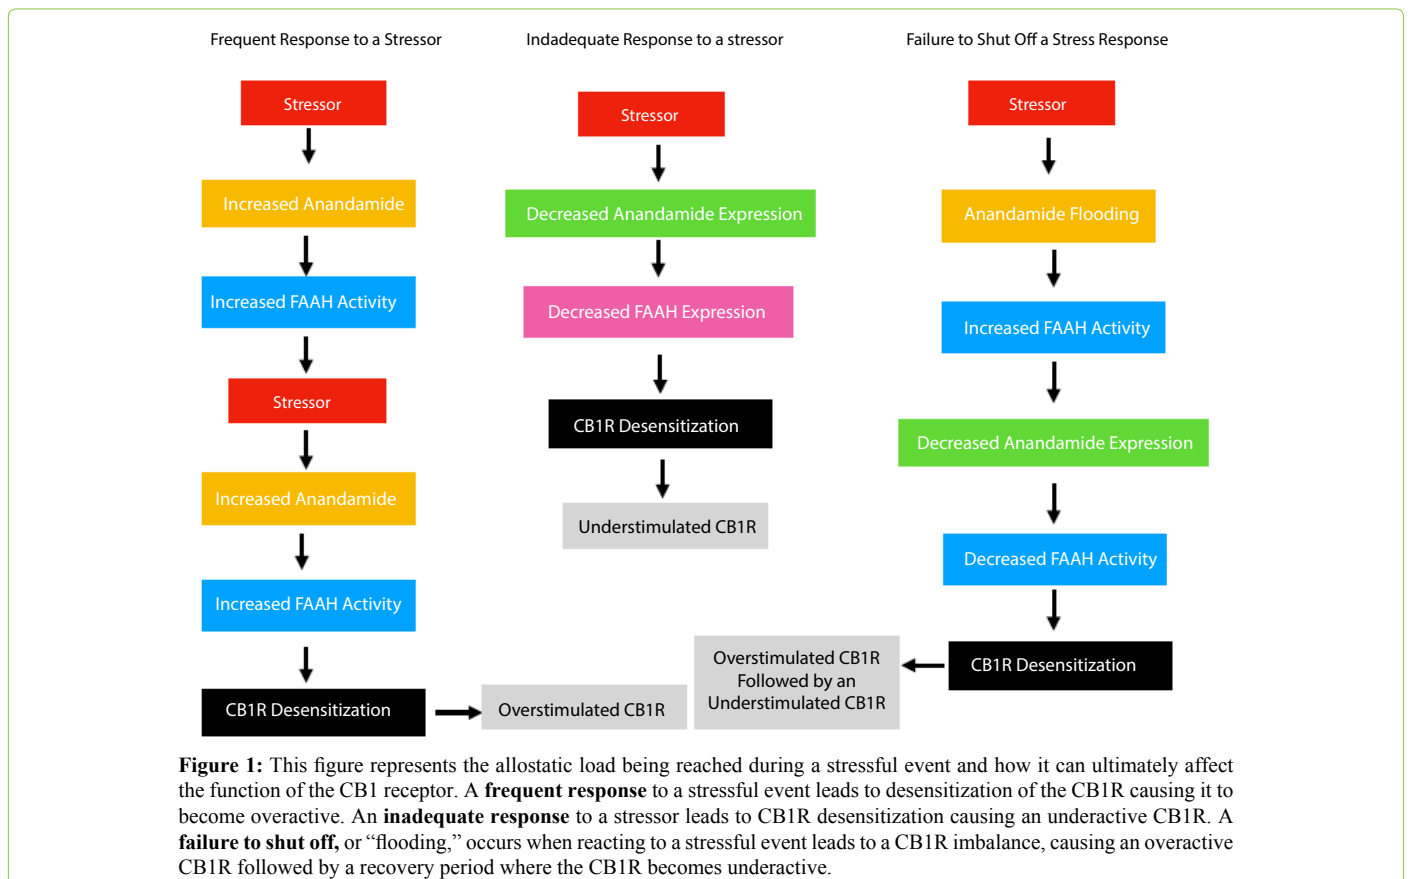 Frequent Response to a Stressor
Stressor
Increased Anandamide
Increased FAAH Activity
Stressor
Increased Anandamide
Increased FAAH Activity
CB1R Desensitization
Overstimulated CB1R
Indadequate Response to a stressor
Stressor
Decreased Anandamide Expression
Decreased FAAH Expression
CB1R Desensitization
Understimulated CB1R
Failure to Shut Off a Stress Response
Stressor
Anandamide Flooding
Increased FAAH Activity
Decreased Anandamide Expression
Decreased FAAH Activity
CB1R Desensitization
Overstimulated CB1R
Followed by an
Understimulated CB1R
Figure 1: This figure represents the allostatic load being reached during a stressful event and how it can ultimately affect
the function of the CB1 receptor. A frequent response to a stressful event leads to desensitization of the CB1R causing it to
become overactive. An inadequate response to a stressor leads to CB1R desensitization causing an underactive CB1R. A
failure to shut off, or “flooding,” occurs when reacting to a stressful event leads to a CB1R imbalance, causing an overactive
CB1R followed by a recovery period where the CB1R becomes underactive.